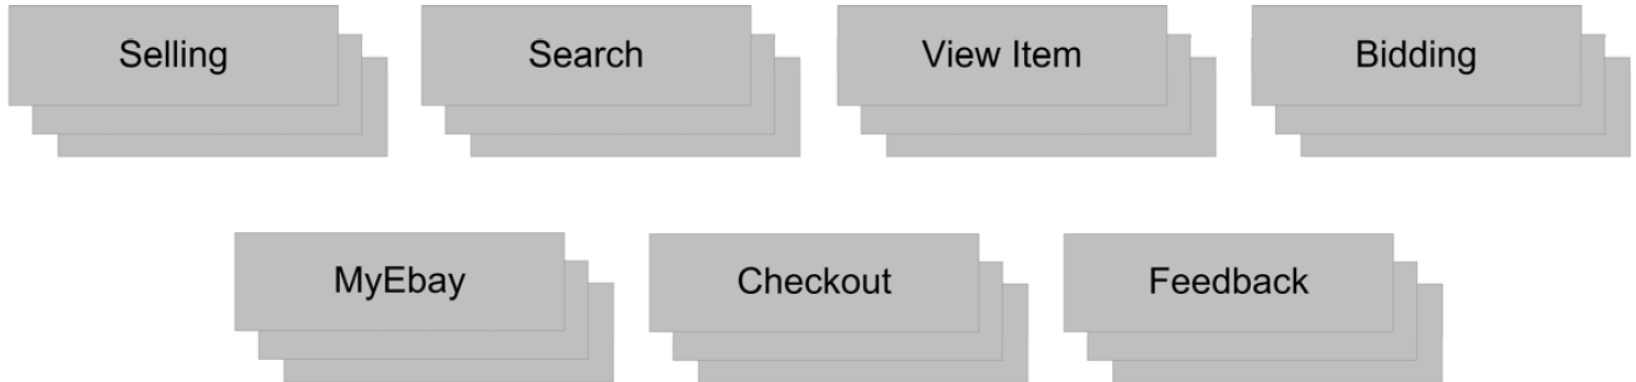 Selling
Search
View Item
Bidding
MyEbay
Checkout
Feedback